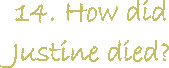 14. How did
Justine died?